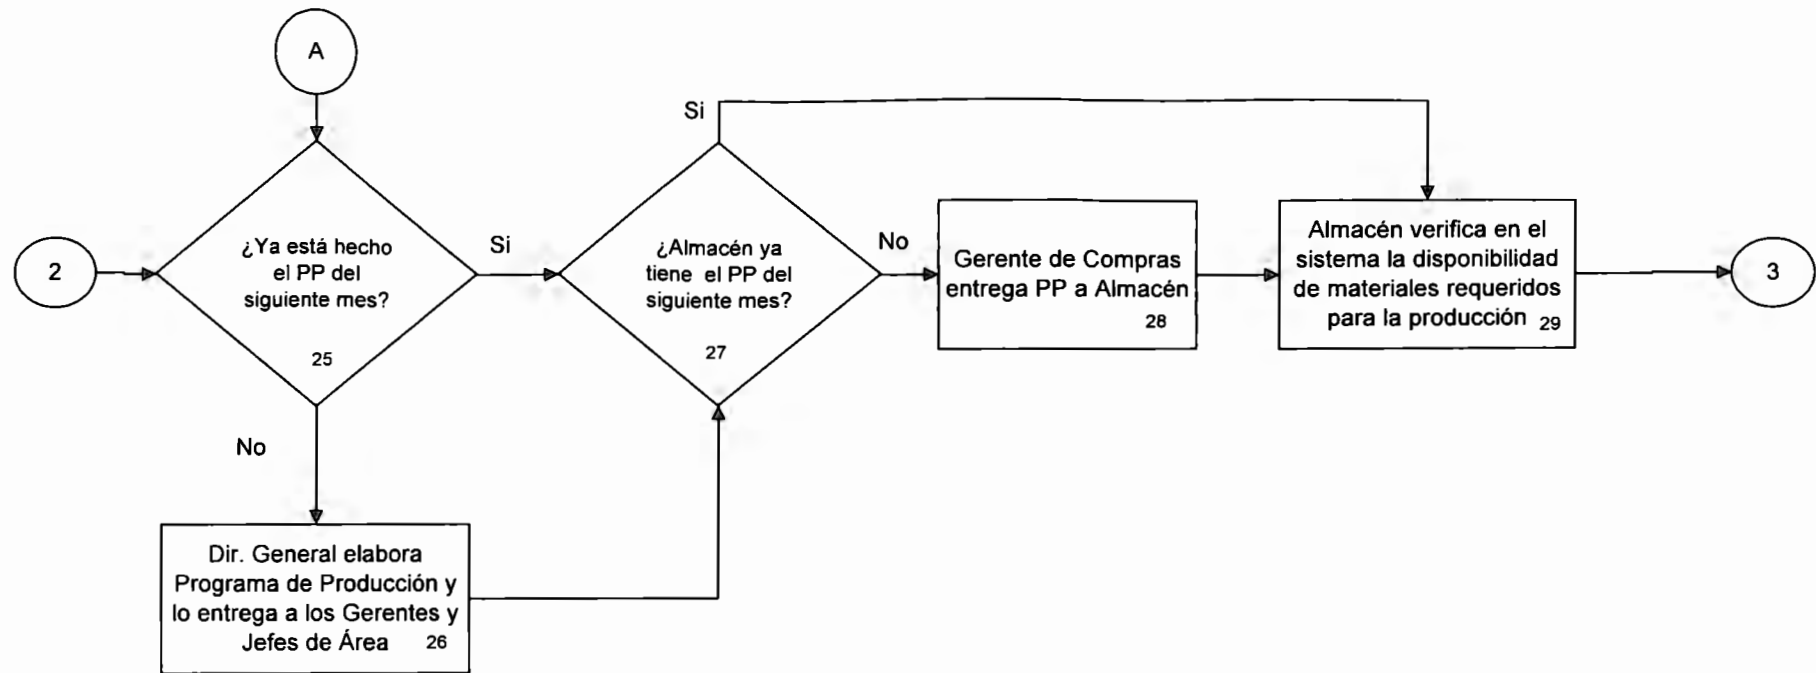 A
Si
2
¿Ya está hecho
el PP del
siguiente mes?
25
Si
¿Almacén ya
tiene el PP del
siguiente mes?
27
No
Gerente de Compras
entrega PP a Almacén
28
Almacén verifica en el
sistema la disponibilidad
de materiales requeridos
para la producción 29
3
No
Dir. General elabora
Programa de Producción y
lo entrega a los Gerentes y
Jefes de Área 26